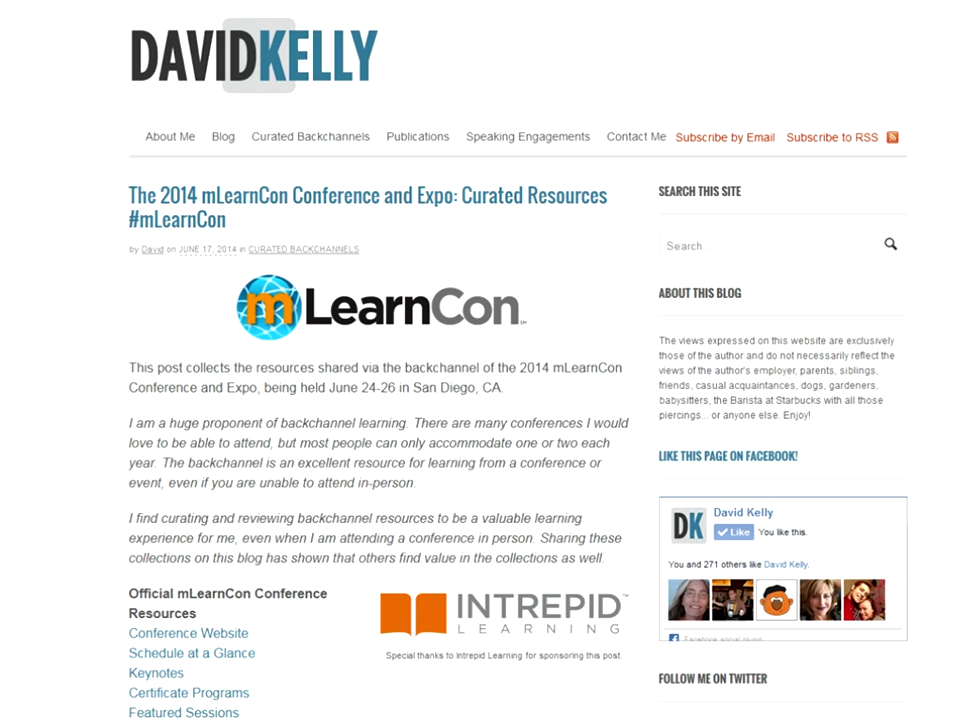 DAVIDKELLY
About Me Blog Curated Backchannels Publications Speaking Engagements Contact Me Subscribe by Email Subscribe to RSS
The 2014 mLearnCon Conference and Expo: Curated Resources
#mLearnCon
by David on JUNE 17, 2014 in CURATED BACKCHANNELS
mLearnCon
This post collects the resources shared via the backchannel of the 2014 mLearnCon
Conference and Expo, being held June 24-26 in San Diego, CA.
I am a huge proponent of backchannel learning. There are many conferences I would
love to be able to attend, but most people can only accommodate one or two each
year. The backchannel is an excellent resource for learning from a conference or
event, even if you are unable to attend in-person.
I find curating and reviewing backchannel resources to be a valuable learning
experience for me, even when I am attending a conference in person. Sharing these
collections on this blog has shown that others find value in the collections as well.
Official mLearnCon Conference
Resources
Conference Website
Schedule at a Glance
Keynotes
Certificate Programs
Featured Sessions
INTREPID™
LEARNING
Special thanks to Intrepid Learning for sponsoring this post.
SEARCH THIS SITE
Search...
ABOUT THIS BLOG
The views expressed on this website are exclusively
those of the author and do not necessarily reflect the
views of the author's employer, parents, siblings,
friends, casual acquaintances, dogs, gardeners,
babysitters, the Barista at Starbucks with all those
piercings... or anyone else. Enjoy!
LIKE THIS PAGE ON FACEBOOK!
DK
David Kelly
Like You like this.
You and 271 others like David Kelly.
Facebook social plugin
FOLLOW ME ON TWITTER